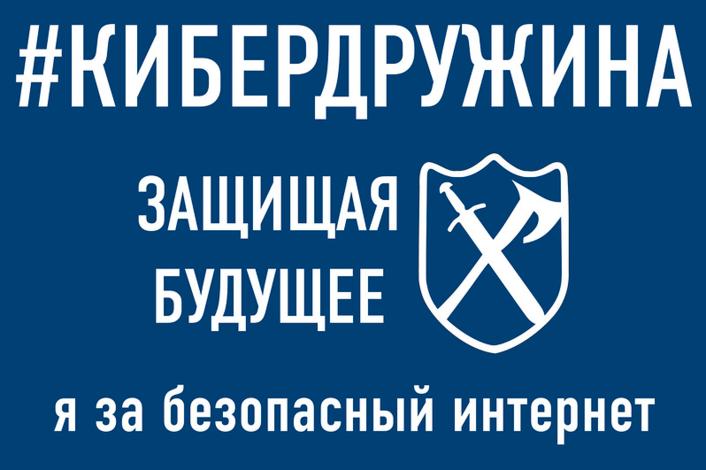 #КИБЕРДРУЖИНА
ЗАЩИЩАЯ
БУДУЩЕЕ
я за безопасный интернет